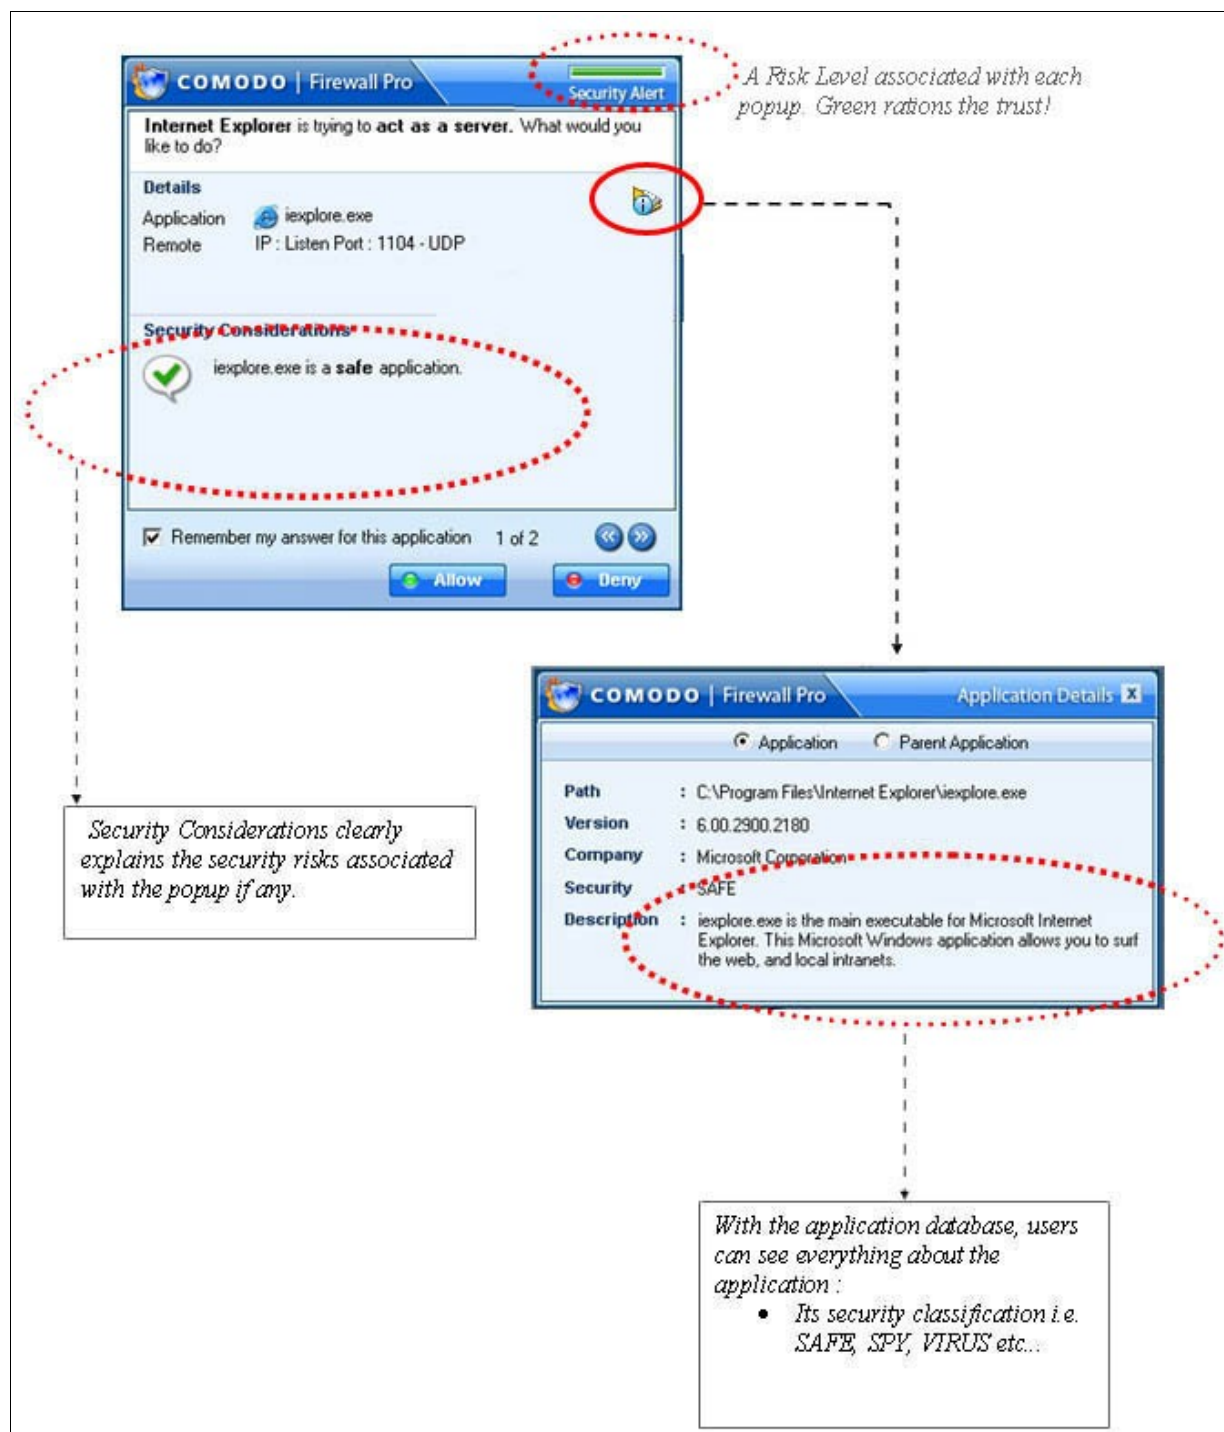 COMODO | Firewall Pro
Security Alert
A Risk Level associated with each
popup. Green rations the trust!
Internet Explorer is trying to act as a server. What would you
like to do?
Details
Application iexplore.exe
Remote IP : Listen Port : 1104 - UDP
Security Considerations
iexplore.exe is a safe application.
Remember my answer for this application 1 of 2
Allow Deny
COMODO | Firewall Pro Application Details X
Application Parent Application
Path : C:\Program Files\Internet Explorer\iexplore.exe
Version : 6.00.2900.2180
Company : Microsoft Corporation
Security : SAFE
Description : iexplore.exe is the main executable for Microsoft Internet
Explorer. This Microsoft Windows application allows you to surf
the web, and local intranets.
Security Considerations clearly
explains the security risks associated
with the popup if any.
With the application database, users
can see everything about the
application :
• Its security classification i.e.
SAFE, SPY, VIRUS etc...